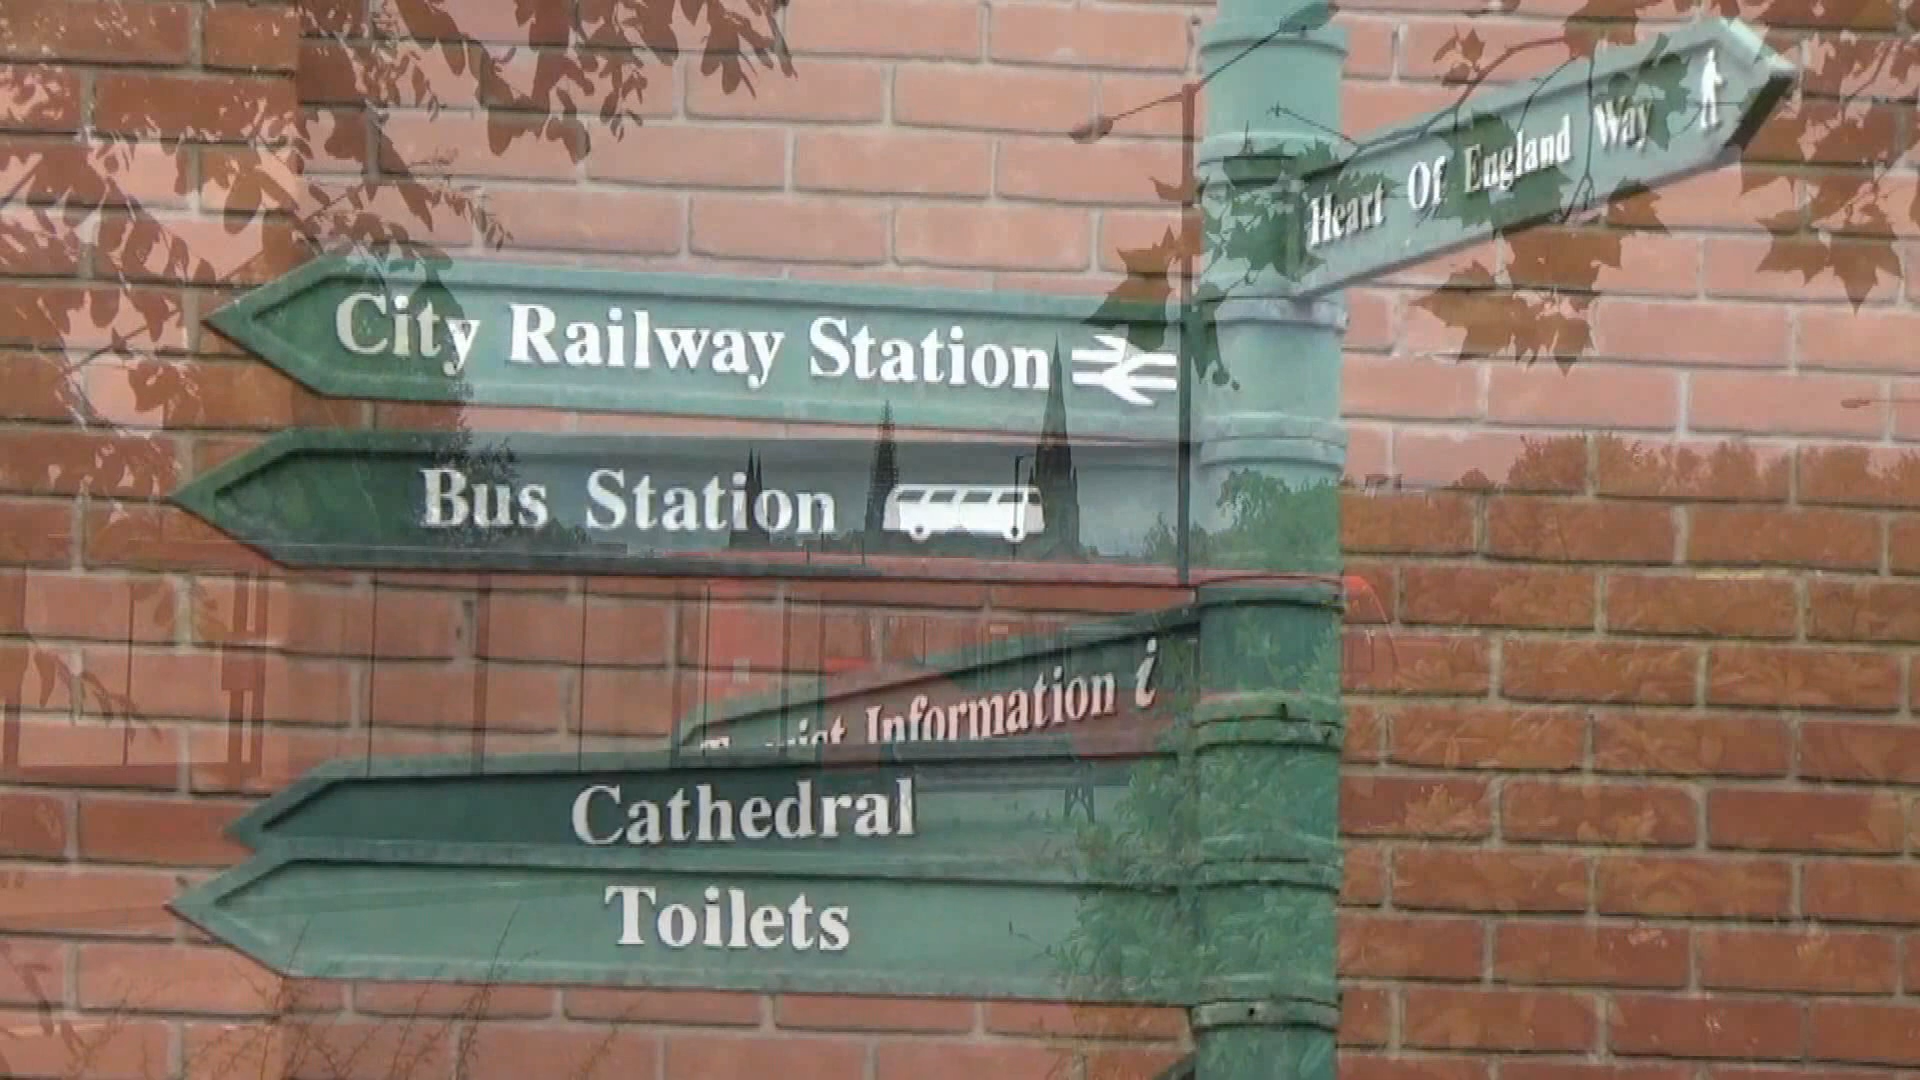 Heart Of England Way
City Railway Station
Bus Station
Information i
Cathedral
Toilets